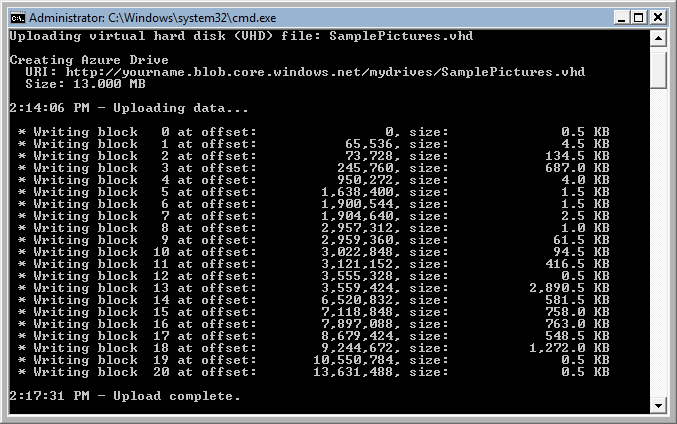 Administrator: C:\Windows\system32\cmd.exe
Uploading virtual hard disk (VHD) file: SamplePictures.vhd
Creating Azure Drive
URI: http://yourname.blob.core.windows.net/mydrives/SamplePictures.vhd
Size: 13.000 MB
2:14:06 PM - Uploading data...
* Writing block 0 at offset: 0, size: 0.5 KB
* Writing block 1 at offset: 65,536, size: 4.5 KB
* Writing block 2 at offset: 73,728, size: 134.5 KB
* Writing block 3 at offset: 245,760, size: 687.0 KB
* Writing block 4 at offset: 950,272, size: 4.0 KB
* Writing block 5 at offset: 1,638,400, size: 1.5 KB
* Writing block 6 at offset: 1,900,544, size: 1.5 KB
* Writing block 7 at offset: 1,904,640, size: 2.5 KB
* Writing block 8 at offset: 2,957,312, size: 1.0 KB
* Writing block 9 at offset: 2,959,360, size: 61.5 KB
* Writing block 10 at offset: 3,022,848, size: 94.5 KB
* Writing block 11 at offset: 3,121,152, size: 416.5 KB
* Writing block 12 at offset: 3,555,328, size: 0.5 KB
* Writing block 13 at offset: 3,559,424, size: 2,890.5 KB
* Writing block 14 at offset: 6,520,832, size: 581.5 KB
* Writing block 15 at offset: 7,118,848, size: 758.0 KB
* Writing block 16 at offset: 7,897,088, size: 763.0 KB
* Writing block 17 at offset: 8,679,424, size: 548.5 KB
* Writing block 18 at offset: 9,244,672, size: 1,272.0 KB
* Writing block 19 at offset: 10,550,784, size: 0.5 KB
* Writing block 20 at offset: 13,631,488, size: 0.5 KB
2:17:31 PM - Upload complete.